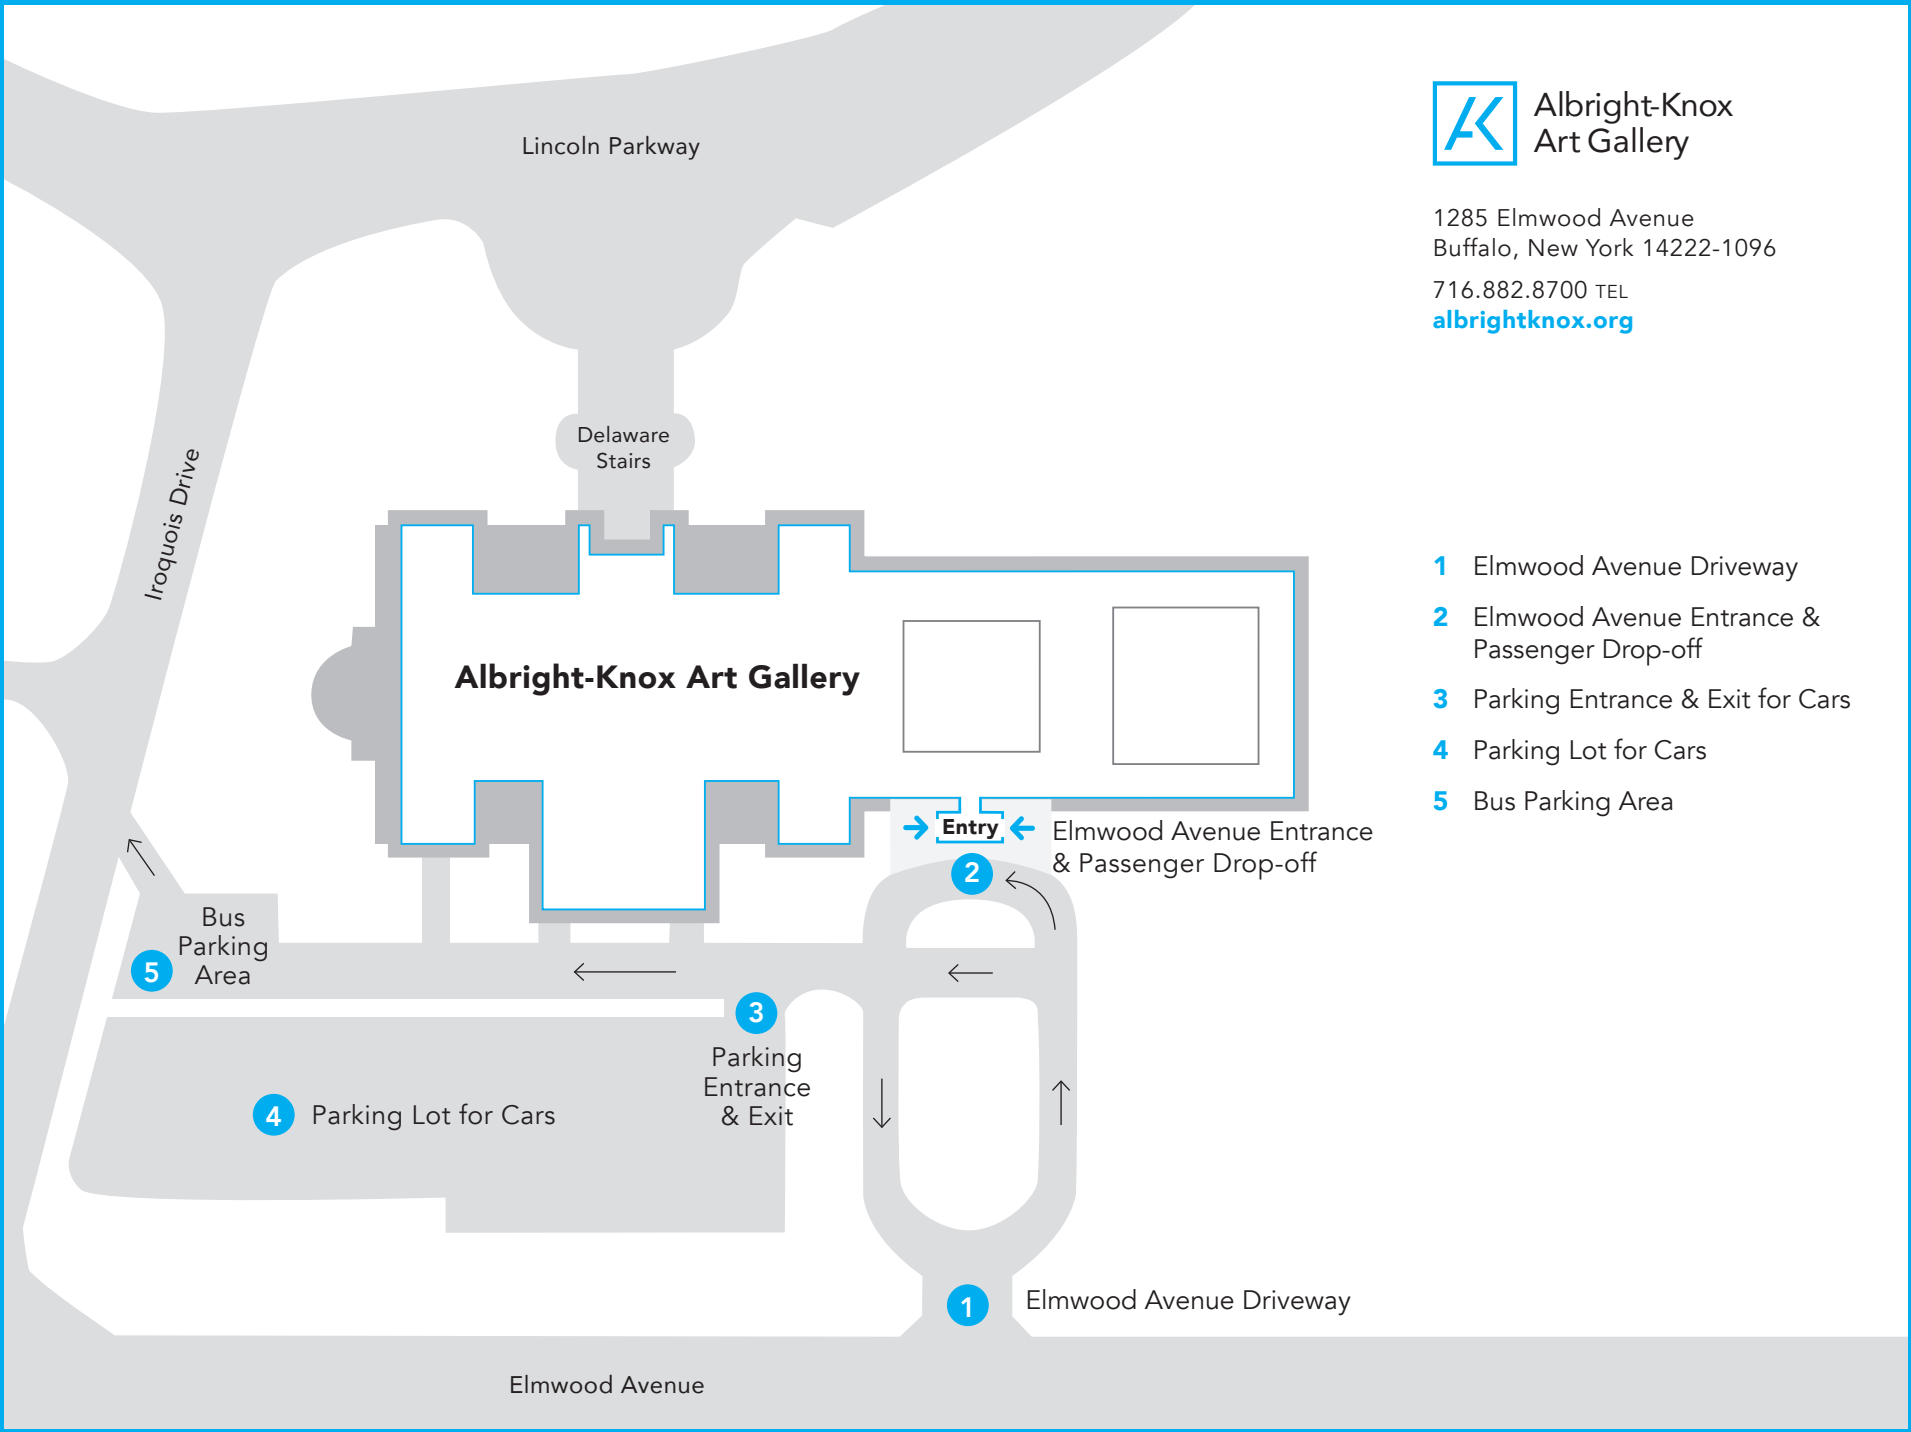 Lincoln Parkway
Albright-Knox
Art Gallery
1285 Elmwood Avenue
Buffalo, New York 14222-1096
716.882.8700 TEL
albrightknox.org
Delaware
Stairs
Iroquois Drive
Albright-Knox Art Gallery
1 Elmwood Avenue Driveway
2 Elmwood Avenue Entrance &
Passenger Drop-off
3 Parking Entrance & Exit for Cars
4 Parking Lot for Cars
5 Bus Parking Area
Entry
Elmwood Avenue Entrance
& Passenger Drop-off
2
Bus
Parking
Area
5
3
Parking
Entrance
& Exit
4 Parking Lot for Cars
1 Elmwood Avenue Driveway
Elmwood Avenue